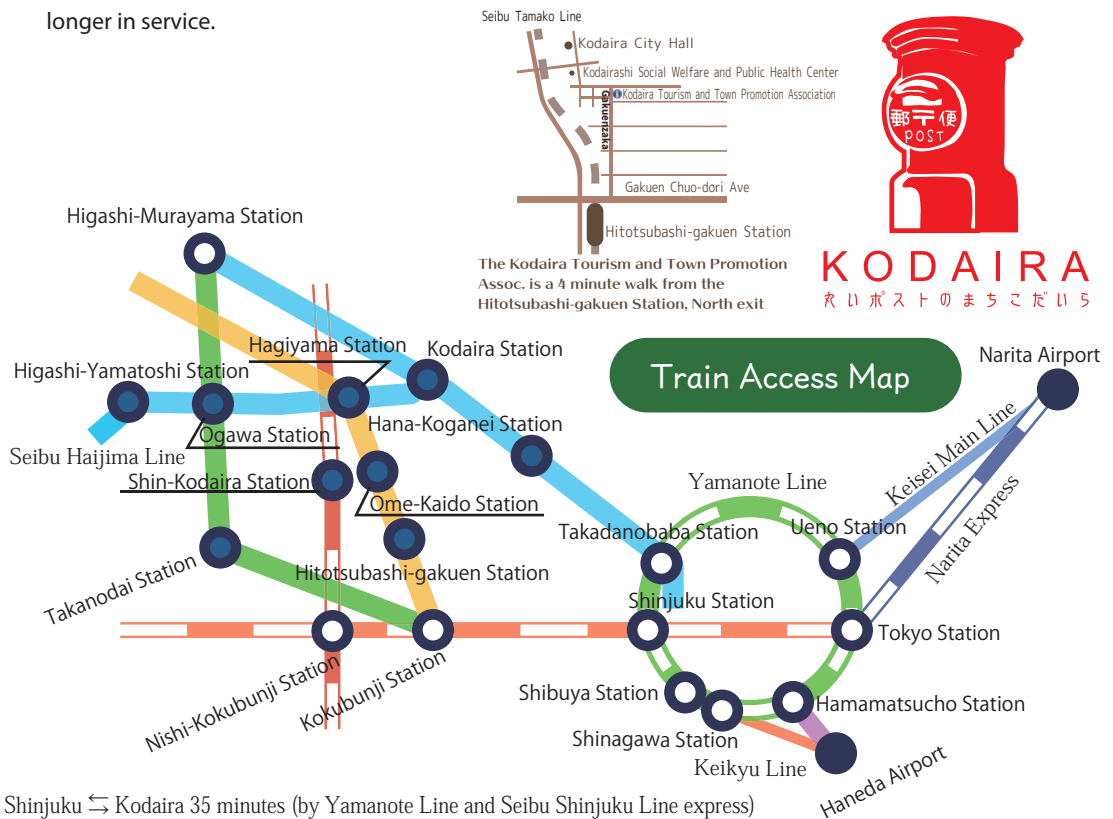 longer in service.
Seibu Tamako Line
Kodaira City Hall
Kodairashi Social Welfare and Public Health Center
Kodaira Tourism and Town Promotion Association
Gakuenzaka
Gakuen Chuo-dori Ave
Hitotsubashi-gakuen Station
The Kodaira Tourism and Town Promotion
Assoc. is a 4 minute walk from the
Hitotsubashi-gakuen Station, North exit
郵〒便
POST
KODAIRA
丸いポストのまちこだいら
Train Access Map
Higashi-Murayama Station
Hagiyama Station
Kodaira Station
Narita Airport
Higashi-Yamatoshi Station
Ogawa Station
Hana-Koganei Station
Seibu Haijima Line
Shin-Kodaira Station
Ome-Kaido Station
Keisei Main Line
Narita Express
Yamanote Line
Takadanobaba Station
Ueno Station
Takanodai Station
Hitotsubashi-gakuen Station
Shinjuku Station
Tokyo Station
Nishi-Kokubunji Station
Kokubunji Station
Shibuya Station
Hamamatsucho Station
Shinagawa Station
Keikyu Line
Haneda Airport
Shinjuku ⇆ Kodaira 35 minutes (by Yamanote Line and Seibu Shinjuku Line express)